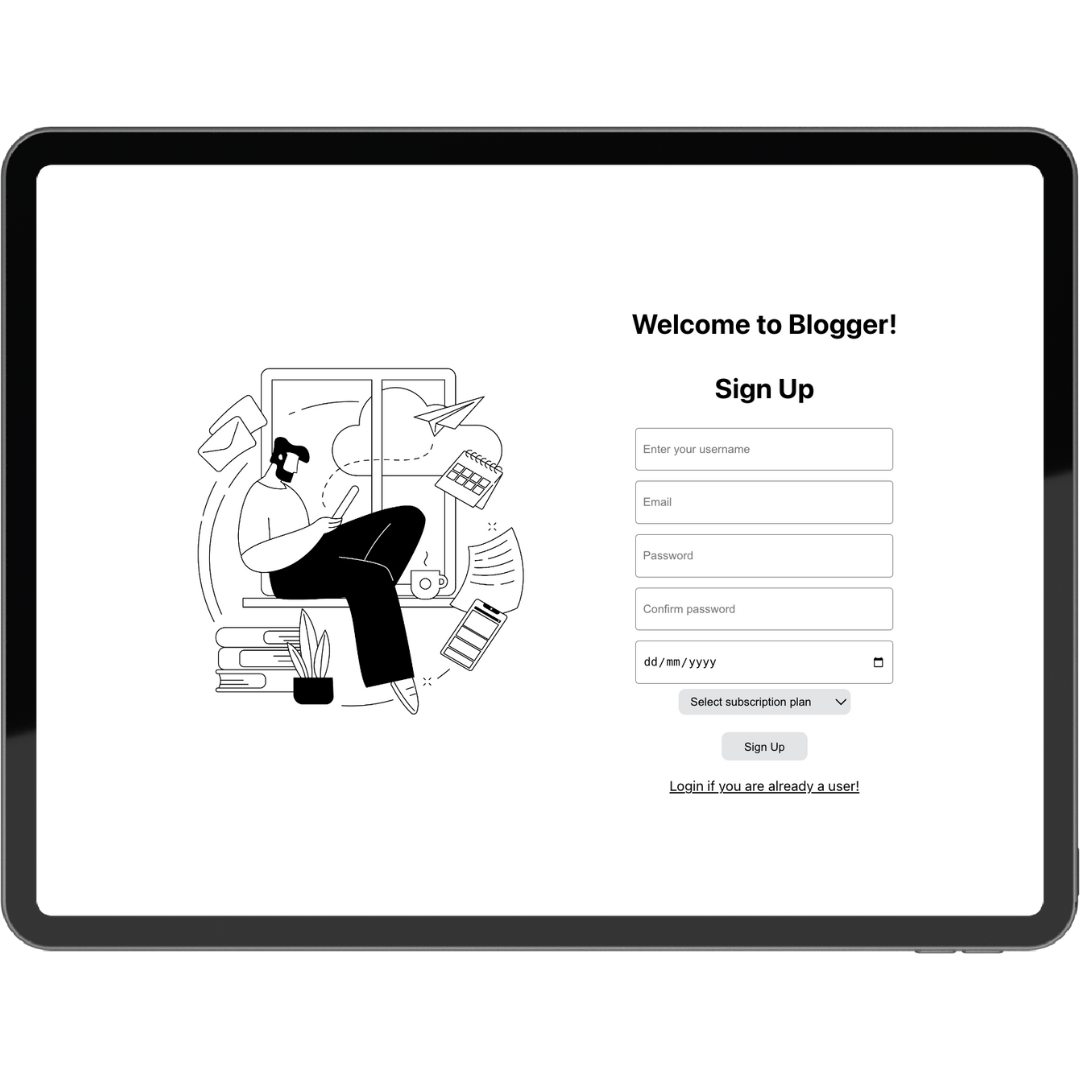 Welcome to Blogger!
Sign Up
Enter your username
Email
Password
Confirm password
dd/mm/yyyy
Select subscription plan
Sign Up
Login if you are already a user!